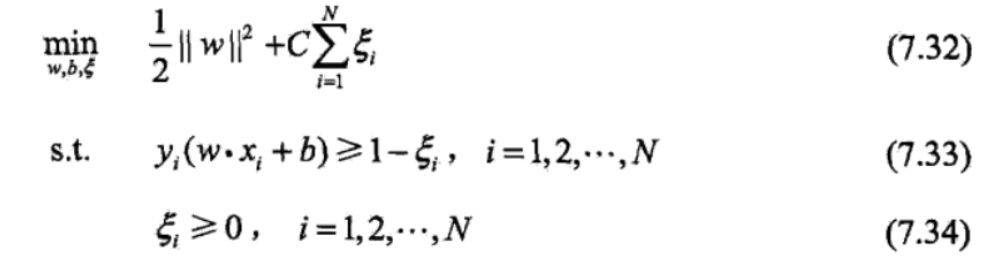 min_{w,b,ξ} \frac{1}{2}||w||² +C∑_{i=1}^{N}ξ_i (7.32)
s.t. y_i(w·x_i + b) ⩾ 1 − ξ_i , i = 1,2,⋯,N (7.33)
ξ_i ⩾ 0 , i = 1,2,⋯,N (7.34)